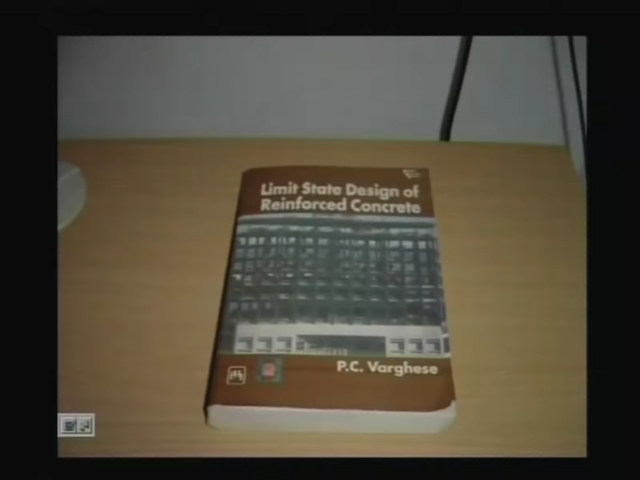 Limit State Design of
Reinforced Concrete
P.C. Varghese